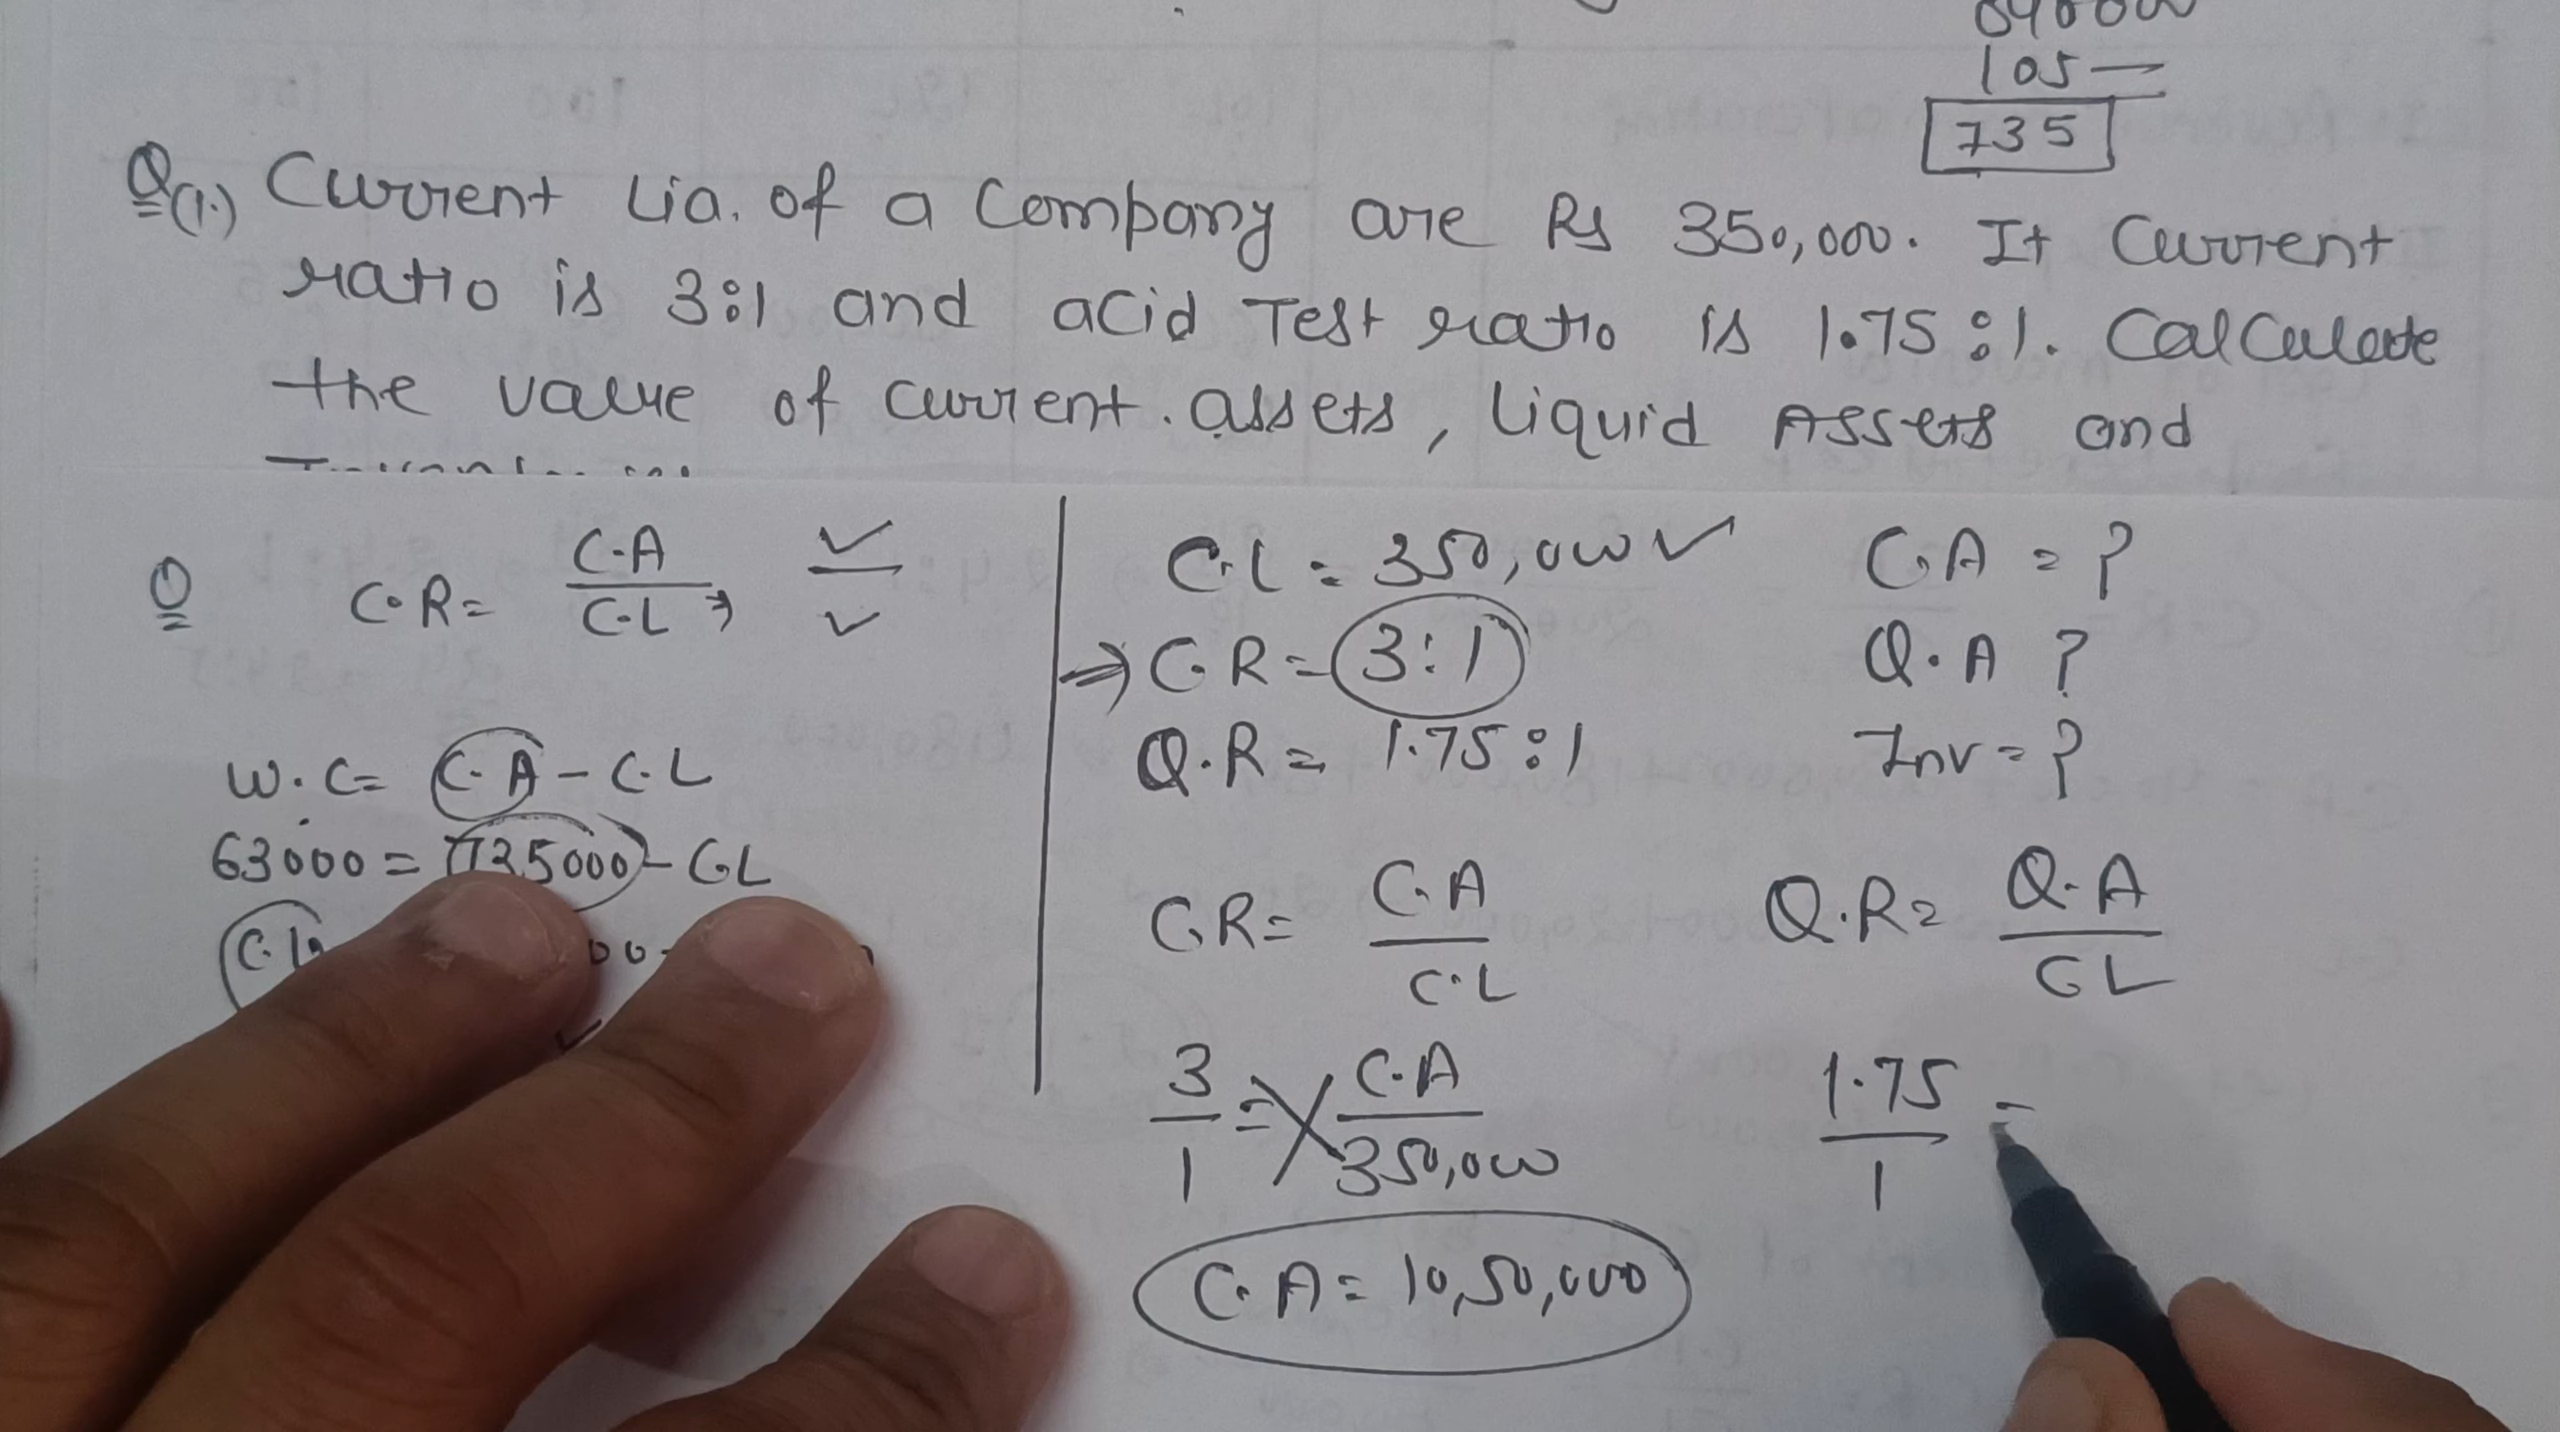 105
735
Q(1.) Current Lia. of a Company are Rs 350,000. It Current
ratio is 3:1 and acid Test ratio is 1.75:1. Calculate
the value of current. assets, Liquid Assets and
Q C.R = C.A / C.L
W.C = C.A - C.L
63000 = 735000 - C.L
C.L = 350,000
C.R = 3:1
Q.R = 1.75:1
C.A = ?
Q.A ?
Inv = ?
C.R = C.A / C.L
3 / 1 = C.A / 350,000
C.A = 10,50,000
Q.R = Q.A / C.L
1.75 / 1 =